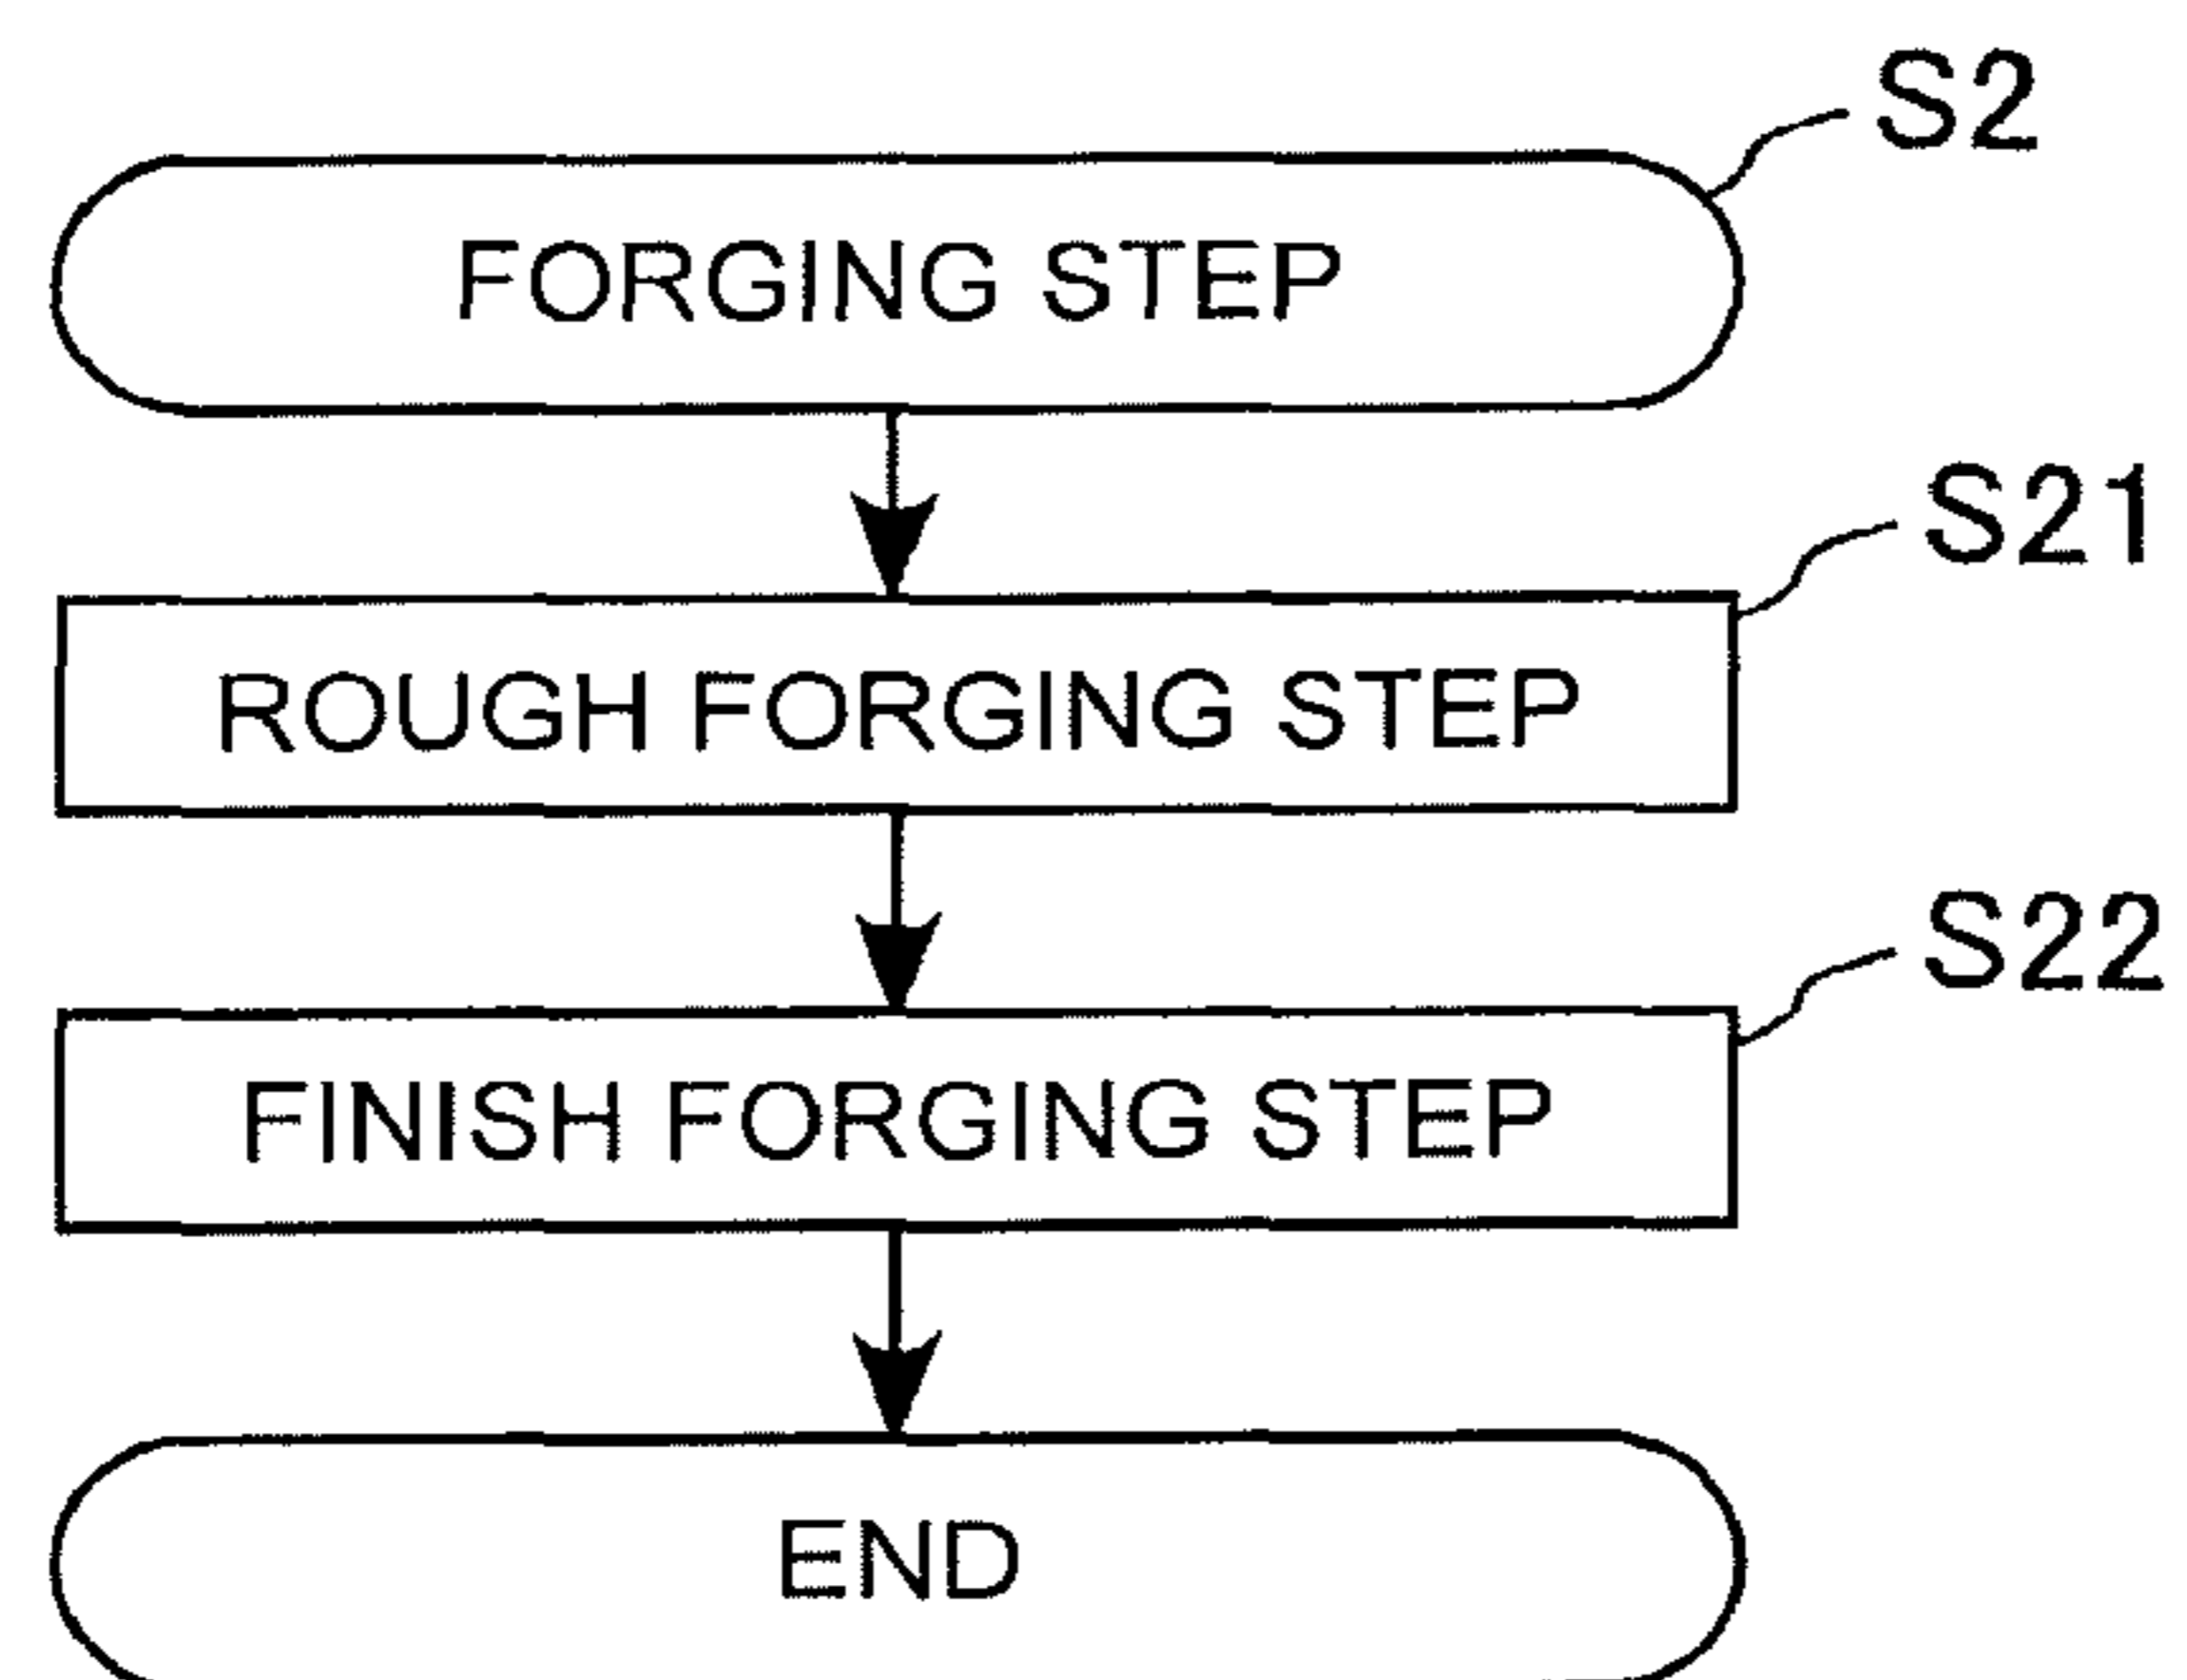 S2
FORGING STEP
S21
ROUGH FORGING STEP
S22
FINISH FORGING STEP
END